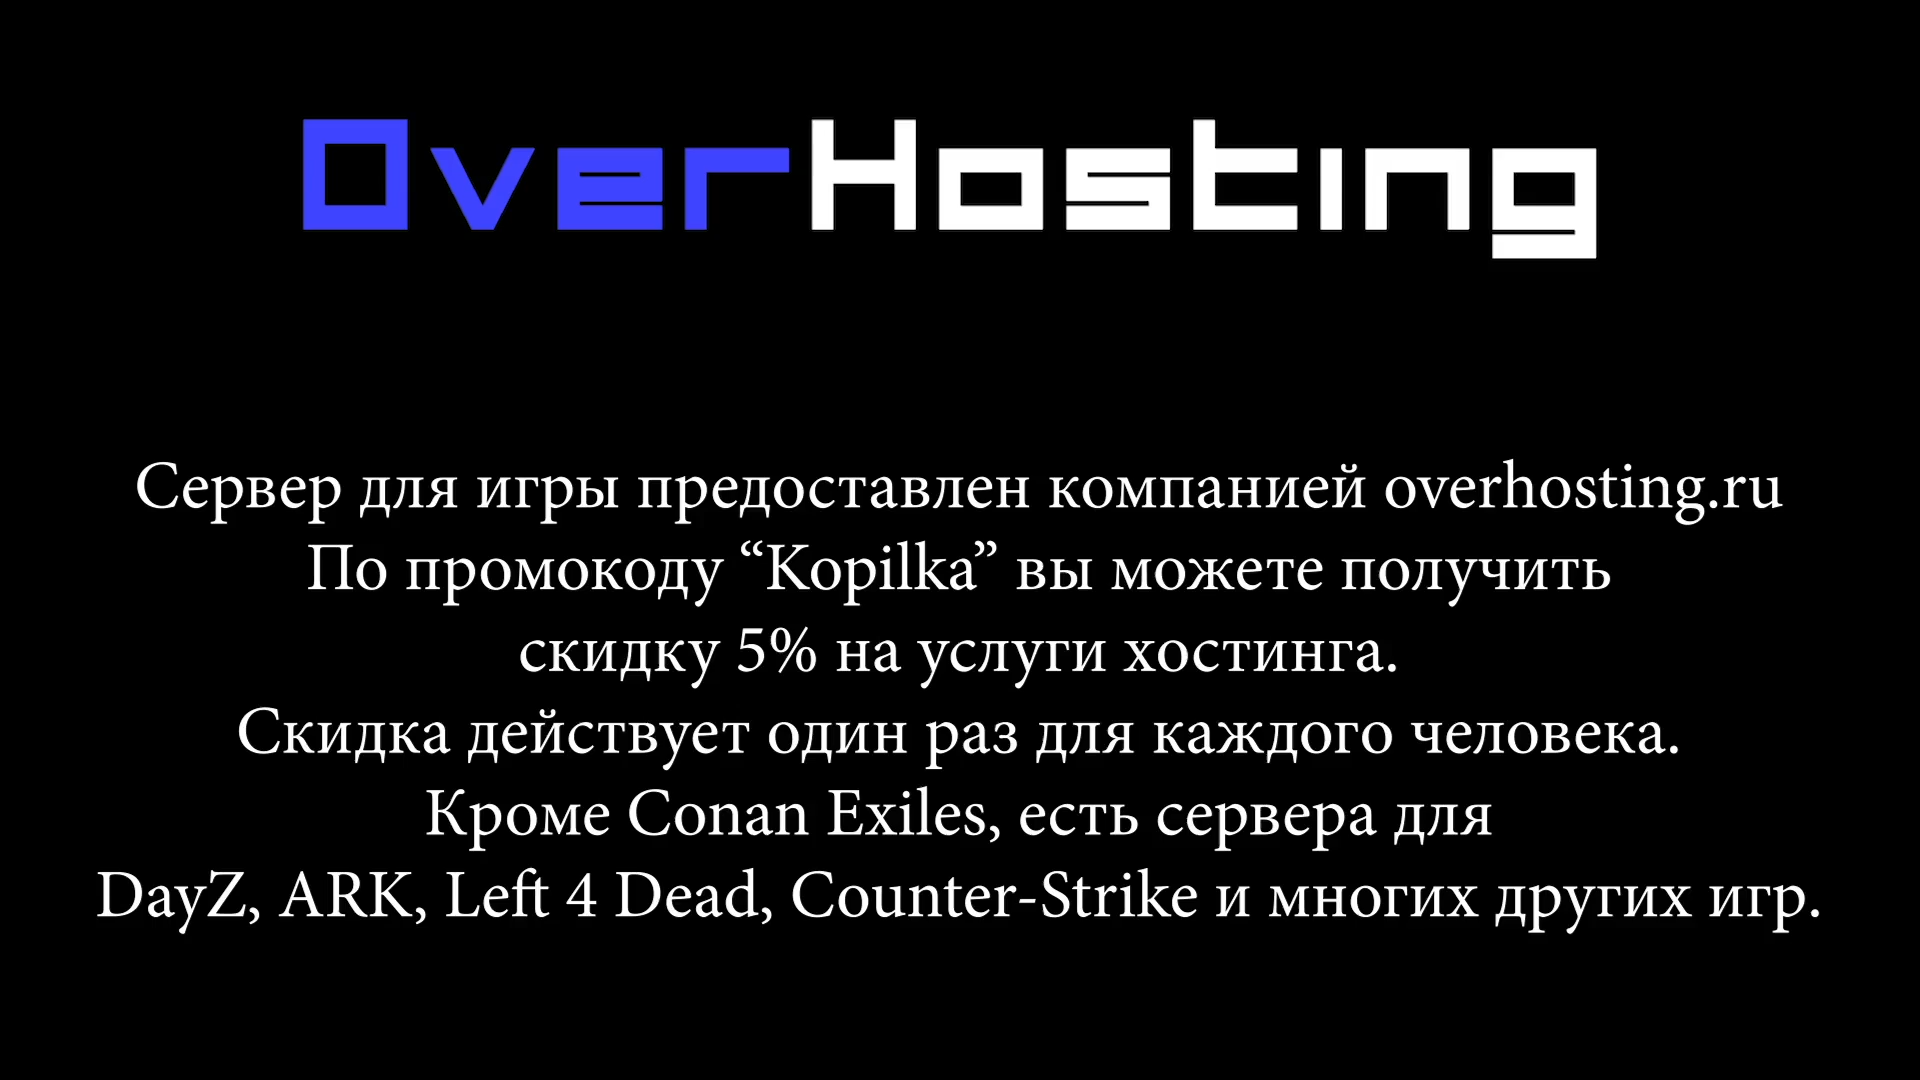 OverHosting
Сервер для игры предоставлен компанией overhosting.ru
По промокоду “Kopilka” вы можете получить
скидку 5% на услуги хостинга.
Скидка действует один раз для каждого человека.
Кроме Conan Exiles, есть сервера для
DayZ, ARK, Left 4 Dead, Counter-Strike и многих других игр.